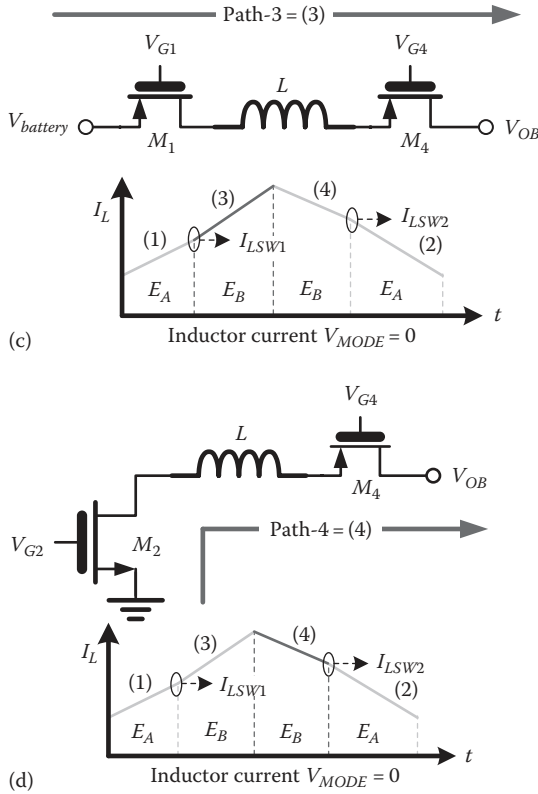 Path-3 = (3)
V_G1
V_G4
L
V_battery
M_1
M_4
V_OB
I_L
(1)
(3)
(4)
(2)
I_LSW1
I_LSW2
E_A
E_B
E_B
E_A
t
(c)
Inductor current V_MODE = 0
V_G4
L
M_4
V_OB
V_G2
M_2
Path-4 = (4)
I_L
(1)
(3)
(4)
(2)
I_LSW1
I_LSW2
E_A
E_B
E_B
E_A
t
(d)
Inductor current V_MODE = 0